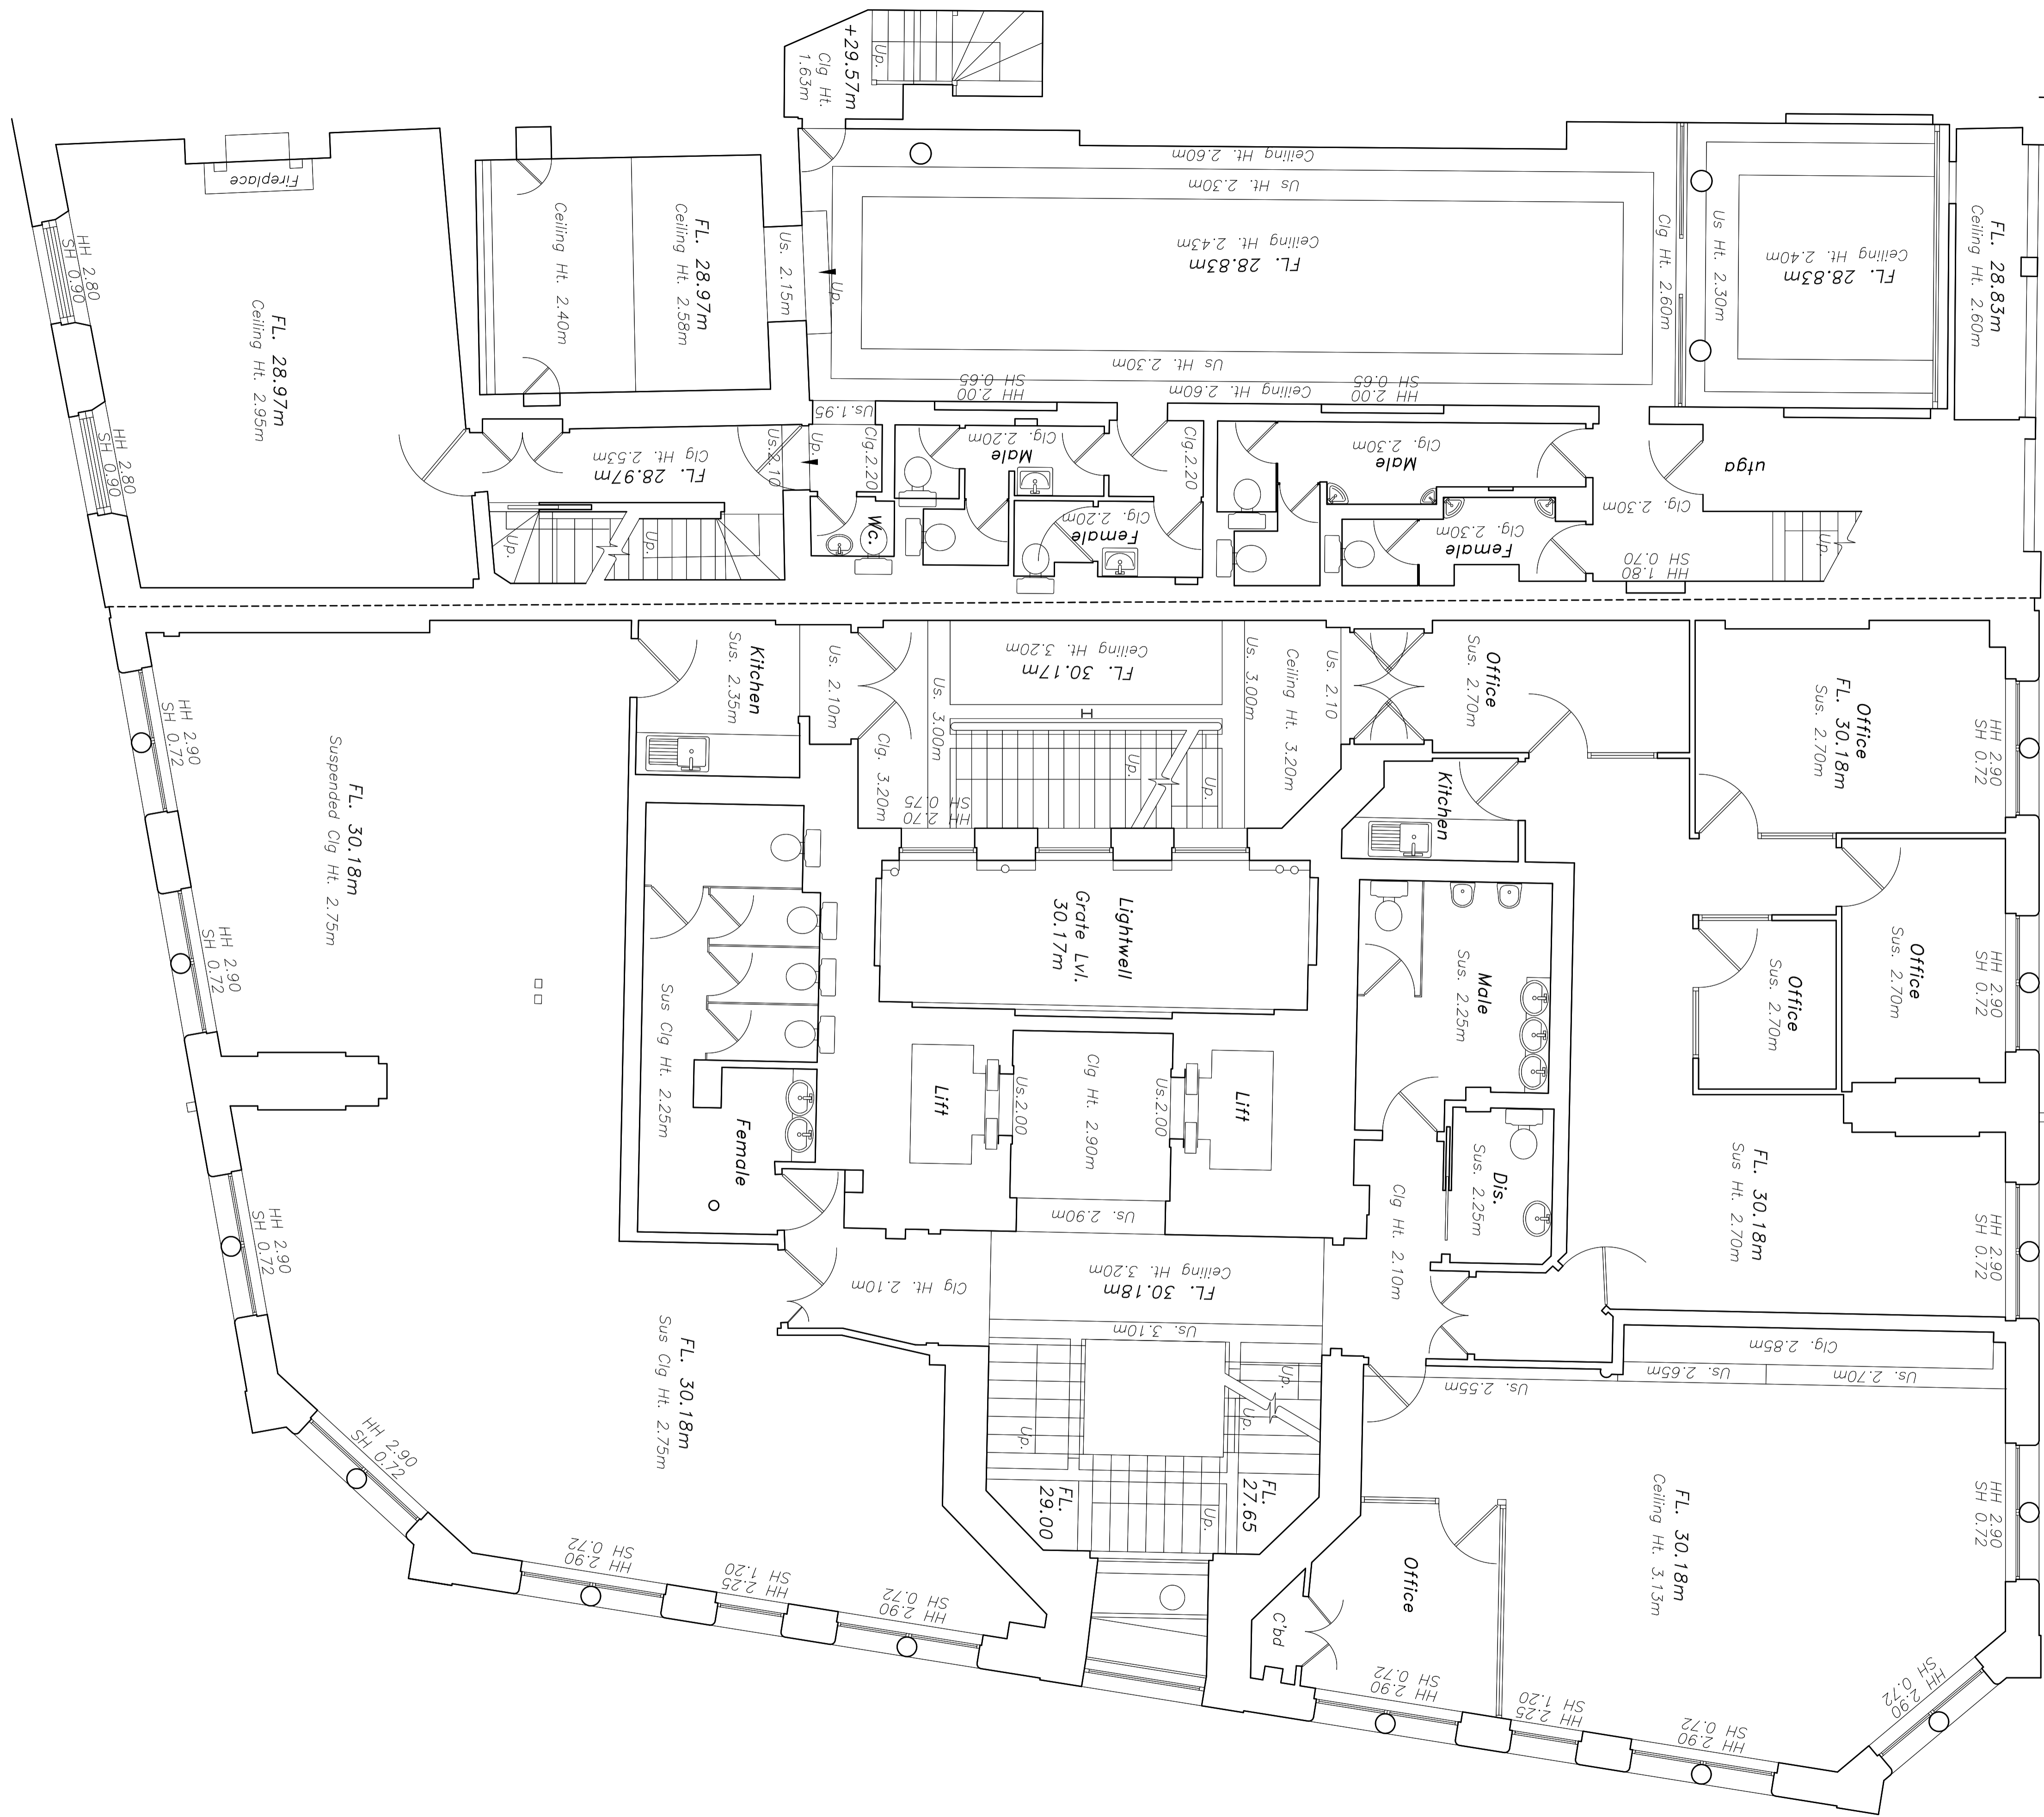 +29.57m
Clg Ht.
1.63m
Up.
Fireplace
HH 2.80
SH 0.90
FL. 28.97m
Ceiling Ht. 2.95m
HH 2.80
SH 0.90
Ceiling Ht. 2.40m
FL. 28.97m
Ceiling Ht. 2.58m
Us. 2.15m
Up.
Ceiling Ht. 2.60m
Us Ht. 2.30m
FL. 28.83m
Ceiling Ht. 2.43m
Us Ht. 2.30m
Ceiling Ht. 2.60m
HH 2.00
SH 0.65
HH 2.00
SH 0.65
Clg Ht. 2.60m
Us Ht. 2.30m
FL. 28.83m
Ceiling Ht. 2.40m
FL. 28.83m
Ceiling Ht. 2.60m
FL. 28.97m
Clg Ht. 2.53m
Us.2.10
Up.
Us.1.95
Clg.2.20
Wc.
Up.
Up.
Male
Clg. 2.20m
Female
Clg. 2.20m
Clg.2.20
Male
Clg. 2.30m
Female
Clg. 2.30m
utga
Clg. 2.30m
HH 1.80
SH 0.70
Up.
HH 2.90
SH 0.72
FL. 30.18m
Suspended Clg Ht. 2.75m
HH 2.90
SH 0.72
HH 2.90
SH 0.72
Kitchen
Sus. 2.35m
Us. 2.10m
Clg. 3.20m
Us. 3.00m
FL. 30.17m
Ceiling Ht. 3.20m
H
Up.
Up.
HH 2.70
SH 0.75
Us. 3.00m
Ceiling Ht. 3.20m
Us. 2.10
Office
Sus. 2.70m
Office
FL. 30.18m
Sus. 2.70m
HH 2.90
SH 0.72
Kitchen
Lightwell
Grate Lvl.
30.17m
Male
Sus. 2.25m
Office
Sus. 2.70m
Office
Sus. 2.70m
HH 2.90
SH 0.72
Sus Clg Ht. 2.25m
Female
Lift
Us.2.00
Clg Ht. 2.90m
Us.2.00
Lift
Us. 2.90m
Dis.
Sus. 2.25m
Clg Ht. 2.10m
FL. 30.18m
Sus Ht. 2.70m
HH 2.90
SH 0.72
Clg Ht. 2.10m
FL. 30.18m
Ceiling Ht. 3.20m
Us. 3.10m
Up.
Up.
Up.
Up.
FL.
29.00
FL.
27.65
FL. 30.18m
Sus Clg Ht. 2.75m
HH 2.90
SH 0.72
HH 2.90
SH 0.72
HH 2.25
SH 1.20
HH 2.90
SH 0.72
Us. 2.55m
Us. 2.65m
Us. 2.70m
Clg. 2.85m
FL. 30.18m
Ceiling Ht. 3.13m
HH 2.90
SH 0.72
Office
C'bd
HH 2.90
SH 0.72
HH 2.25
SH 1.20
HH 2.90
SH 0.72
HH 2.90
SH 0.72